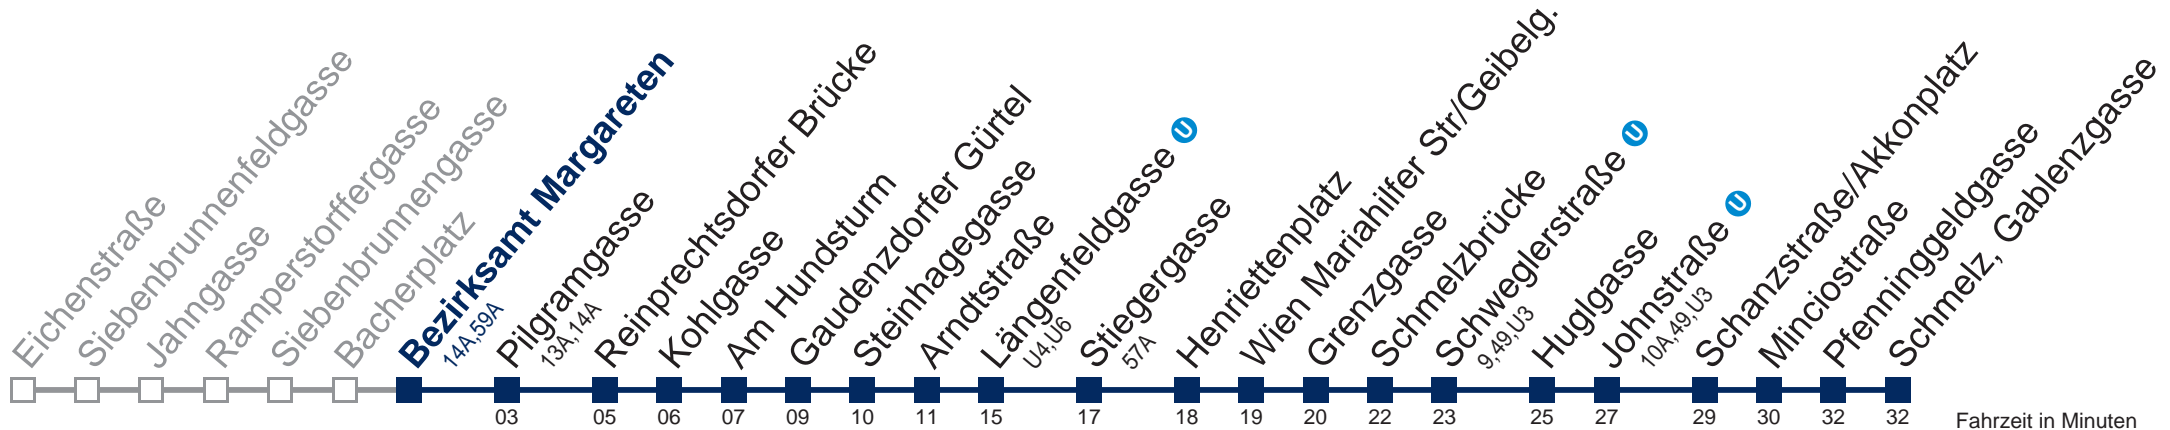 Eichenstraße
Siebenbrunnenfeldgasse
Jahngasse
Ramperstorffergasse
Siebenbrunnengasse
Bacherplatz
Bezirksamt Margareten
14A,59A
Pilgramgasse
13A,14A
Reinprechtsdorfer Brücke
Kohlgasse
Am Hundsturm
Gaudenzdorfer Gürtel
Steinhagegasse
Arndtstraße
Längenfeldgasse U
U4,U6
Stiegergasse
57A
Henriettenplatz
Wien Mariahilfer Str/Geibelg.
Grenzgasse
Schmelzbrücke
Schweglerstraße U
9,49,U3
Huglgasse
Johnstraße U
10A,49,U3
Schanzstraße/Akkonplatz
Minciostraße
Pfenninggeldgasse
Schmelz, Gablenzgasse
03 05 06 07 09 10 11 15 17 18 19 20 22 23 25 27 29 30 32 32 Fahrzeit in Minuten